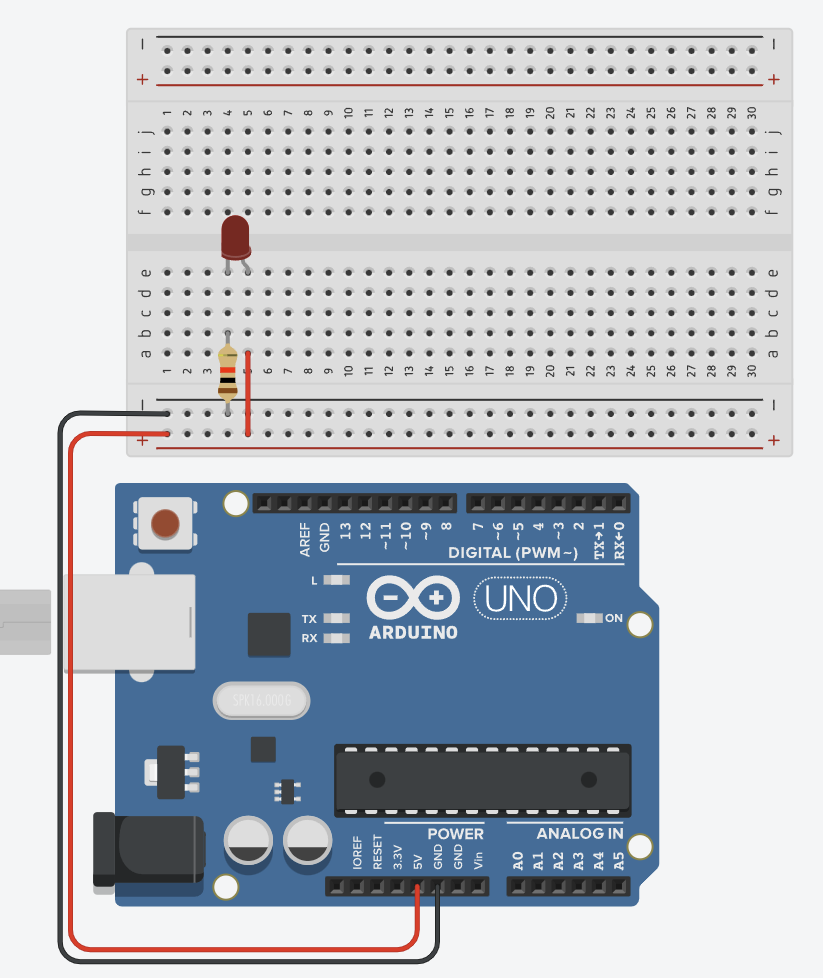 − −
+ +
1 2 3 4 5 6 7 8 9 10 11 12 13 14 15 16 17 18 19 20 21 22 23 24 25 26 27 28 29 30
j j
i i
h h
g g
f f
e e
d d
c c
b b
a a
1 2 3 5 6 7 8 9 10 11 12 13 14 15 16 17 18 19 20 21 22 23 24 25 26 27 28 29 30
− −
+ +
AREF GND 13 12 ~11 ~10 ~9 8 7 ~6 ~5 4 ~3 2 TX→1 RX←0
DIGITAL (PWM~)
L
TX
RX
ARDUINO
UNO
ON
SPK16.000G
POWER ANALOG IN
IOREF RESET 3.3V 5V GND GND Vin A0 A1 A2 A3 A4 A5